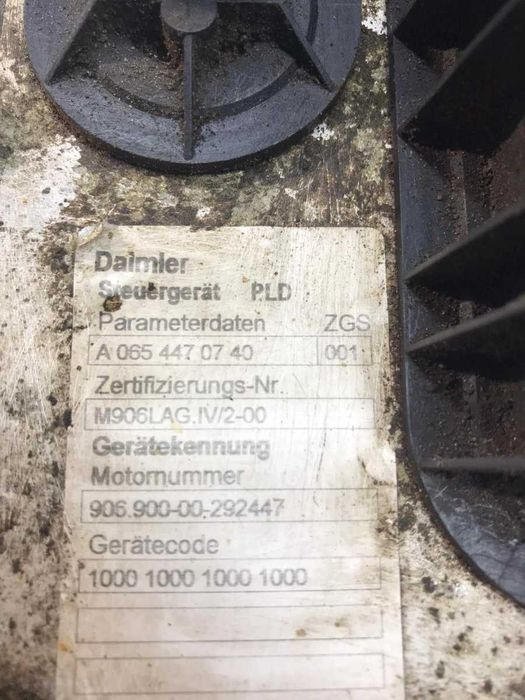 Daimler
Steuergerät PLD
Parameterdaten ZGS
A 065 447 07 40 001
Zertifizierungs-Nr.
M906LAG.IV/2-00
Gerätekennung
Motornummer
906.900-00-292447
Gerätecode
1000 1000 1000 1000